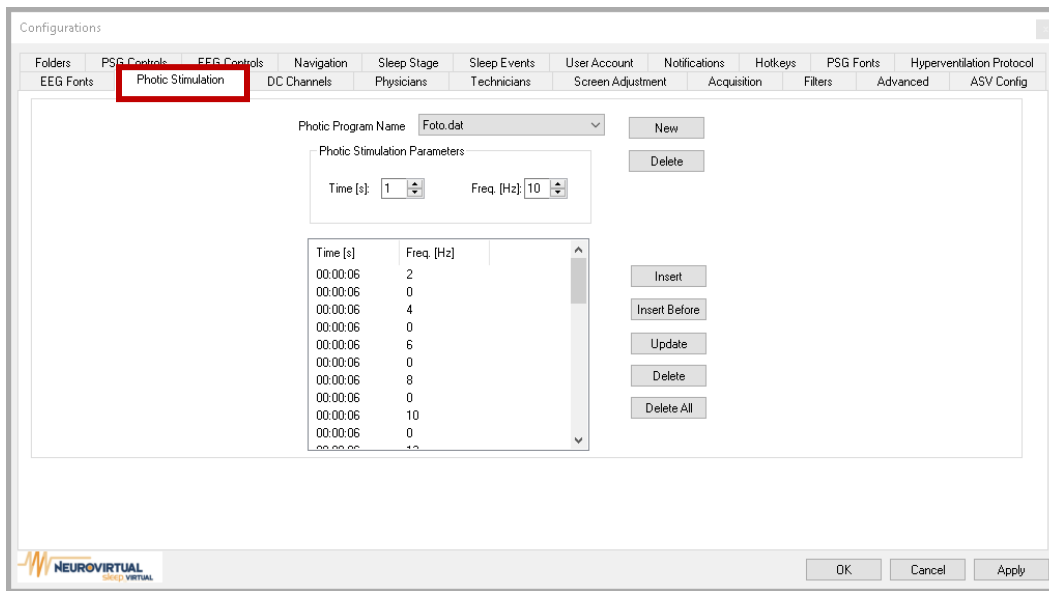 Configurations
Folders PSG Controls EEG Controls Navigation Sleep Stage Sleep Events User Account Notifications Hotkeys PSG Fonts Hyperventilation Protocol
EEG Fonts Photic Stimulation DC Channels Physicians Technicians Screen Adjustment Acquisition Filters Advanced ASV Config
Photic Program Name Foto.dat New
Photic Stimulation Parameters
Delete
Time [s]: 1 Freq. [Hz]: 10
Time [s] Freq. [Hz]
00:00:06 2
Insert
00:00:06 0
00:00:06 4
Insert Before
00:00:06 0
00:00:06 6
Update
00:00:06 0
00:00:06 8
Delete
00:00:06 0
00:00:06 10
Delete All
00:00:06 0
NEUROVIRTUAL
SLEEP VIRTUAL
OK Cancel Apply